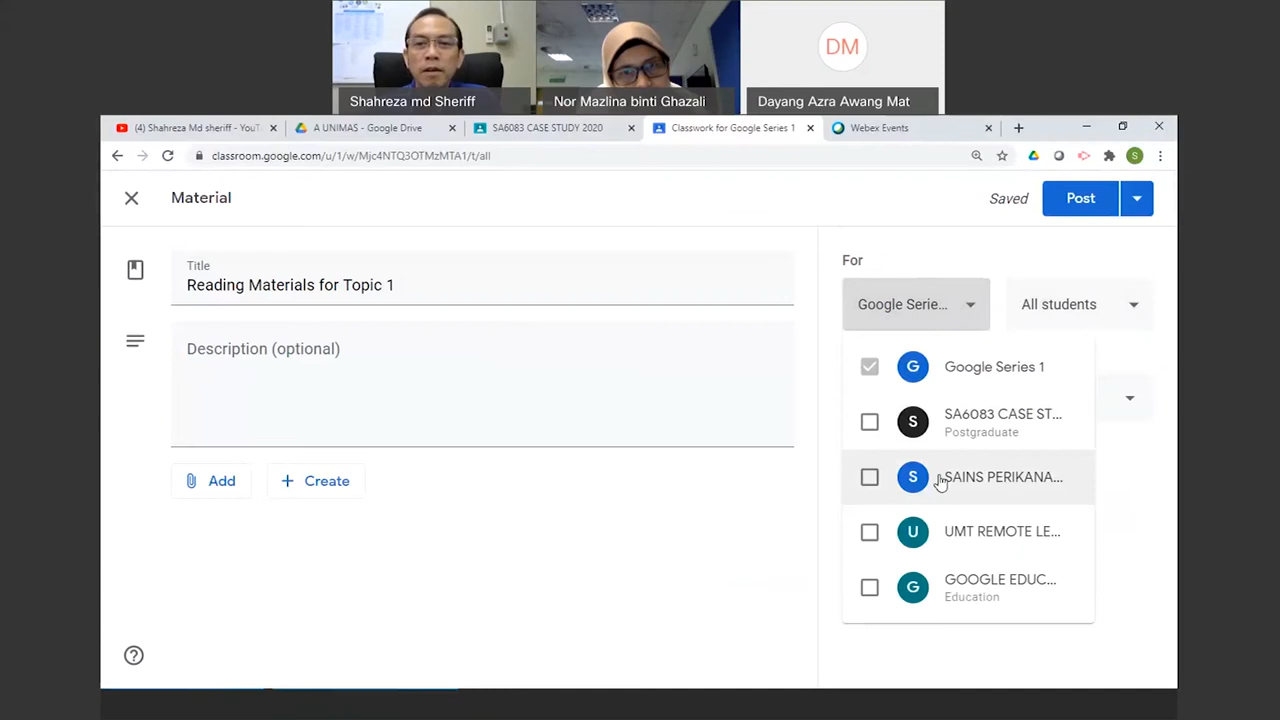 DM
Shahreza md Sheriff
Nor Mazlina binti Ghazali
Dayang Azra Awang Mat
(4) Shahreza Md sheriff - YouT
A UNIMAS - Google Drive
SA6083 CASE STUDY 2020
Classwork for Google Series 1
Webex Events
classroom.google.com/u/1/w/Mjc4NTQ3OTMzMTA1/t/all
S
Material
Saved
Post
For
Title
Reading Materials for Topic 1
Google Serie...
All students
Description (optional)
G
Google Series 1
S
SA6083 CASE ST...
Postgraduate
S
SAINS PERIKANA...
Add
Create
U
UMT REMOTE LE...
G
GOOGLE EDUC...
Education